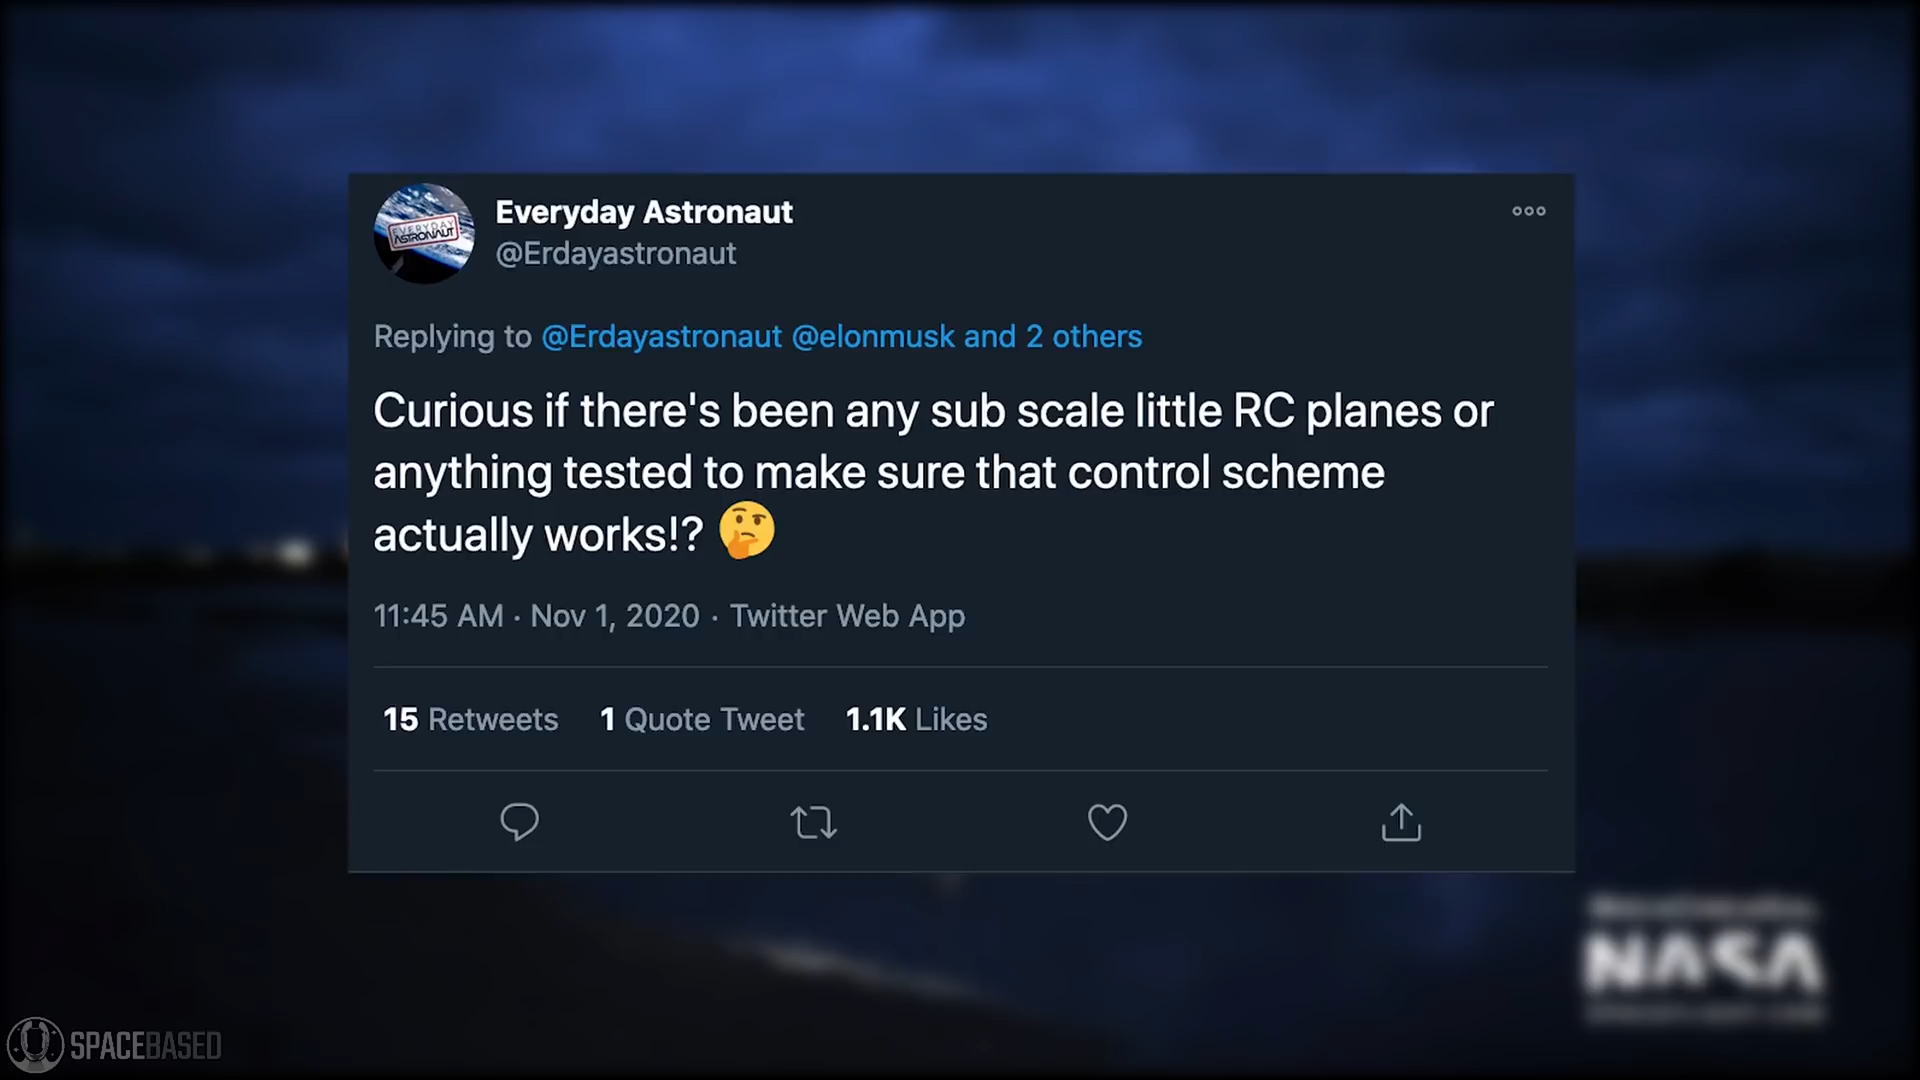 Everyday Astronaut
@Erdayastronaut
EVERYDAY
ASTRONAUT
Replying to @Erdayastronaut @elonmusk and 2 others
Curious if there's been any sub scale little RC planes or
anything tested to make sure that control scheme
actually works!? 🤔
11:45 AM · Nov 1, 2020 · Twitter Web App
15 Retweets 1 Quote Tweet 1.1K Likes
NASA
SPACEBASED